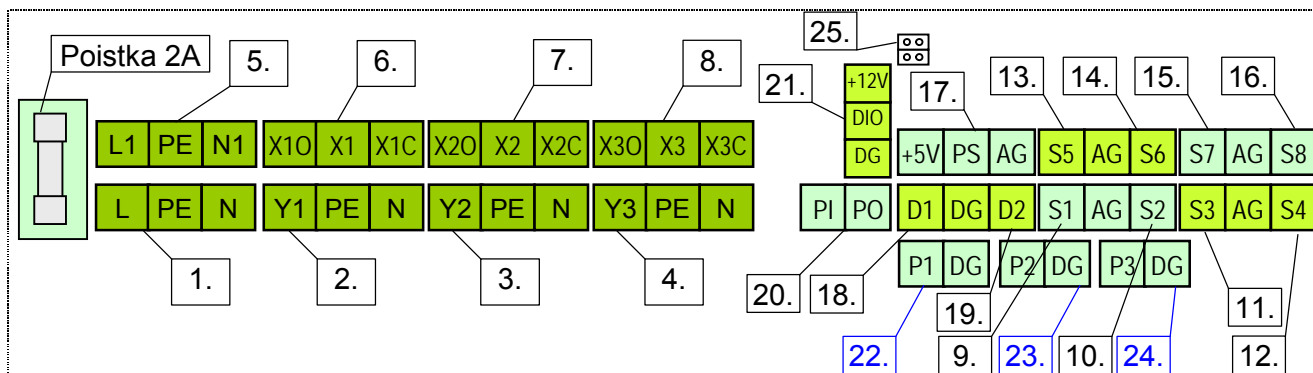 25.
Poistka 2A 5. 6. 7. 8. 13. 14. 15. 16.
+12V
21. 17.
DIO
L1 PE N1 X1O X1 X1C X2O X2 X2C X3O X3 X3C DG +5V PS AG S5 AG S6 S7 AG S8
L PE N Y1 PE N Y2 PE N Y3 PE N PI PO D1 DG D2 S1 AG S2 S3 AG S4
P1 DG P2 DG P3 DG
1. 2. 3. 4. 20. 18. 19. 11.
22. 9. 23. 10. 24. 12.